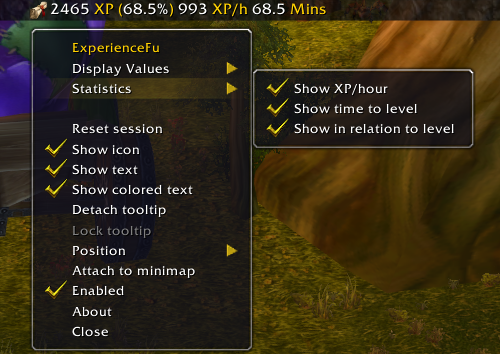 2465 XP (68.5%) 993 XP/h 68.5 Mins
ExperienceFu
Display Values
Statistics
Show XP/hour
Show time to level
Show in relation to level
Reset session
Show icon
Show text
Show colored text
Detach tooltip
Lock tooltip
Position
Attach to minimap
Enabled
About
Close